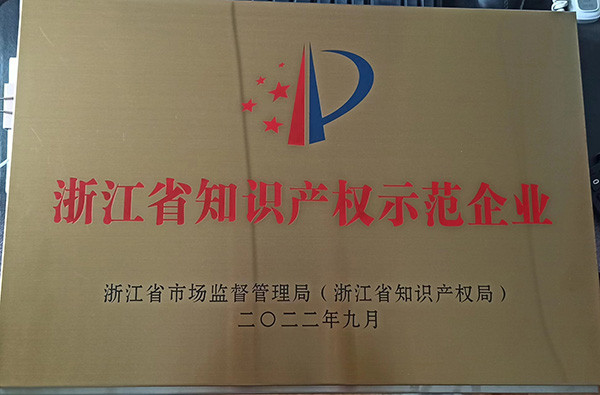 浙江省知识产权示范企业
浙江省市场监督管理局（浙江省知识产权局）
二〇二二年九月